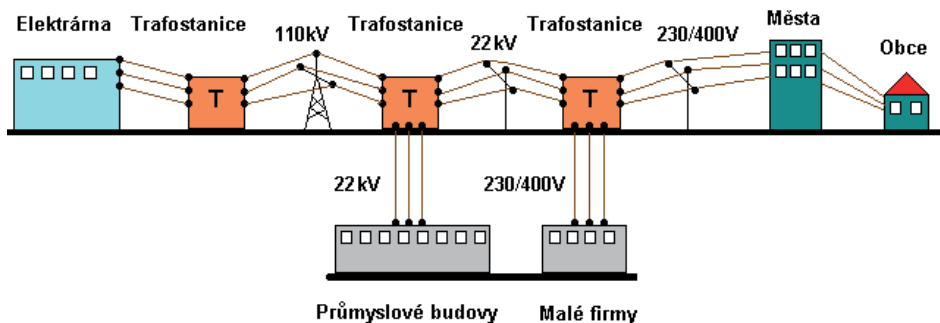 Elektrárna Trafostanice Trafostanice Trafostanice Města
110kV 22kV 230/400V Obce
T T T
22kV 230/400V
Průmyslové budovy Malé firmy